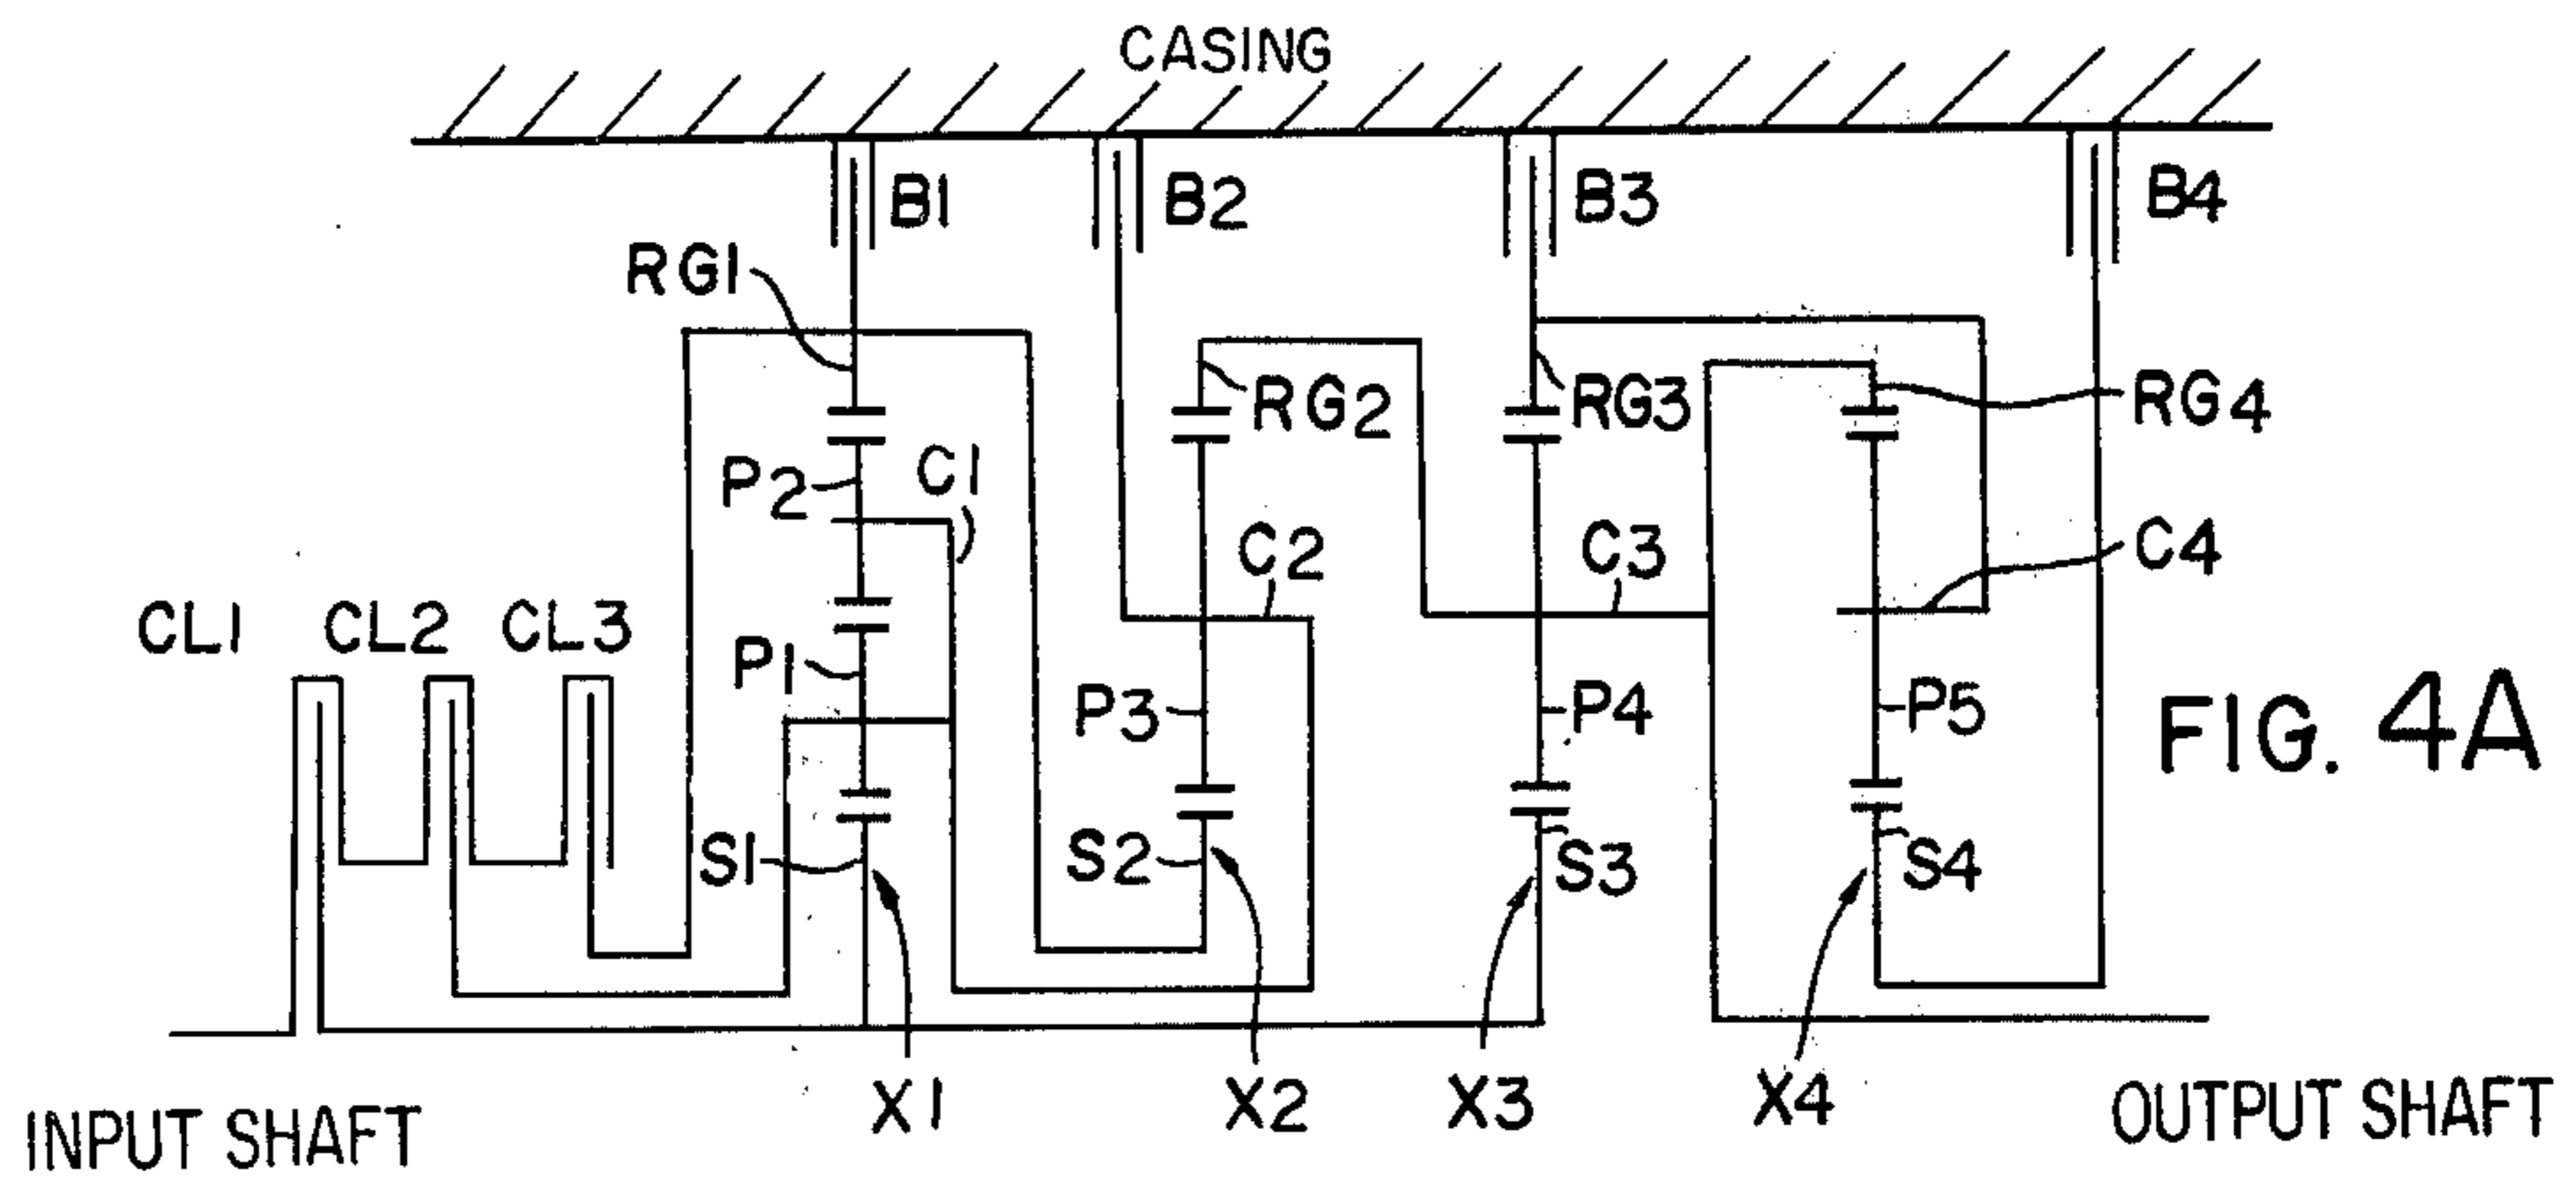 CASING
B1
B2
B3
B4
RG1
RG2
RG3
RG4
P2
C1
C2
C3
C4
CL1
CL2
CL3
P1
P3
P4
P5
FIG. 4A
S1
S2
S3
S4
X1
X2
X3
X4
INPUT SHAFT
OUTPUT SHAFT